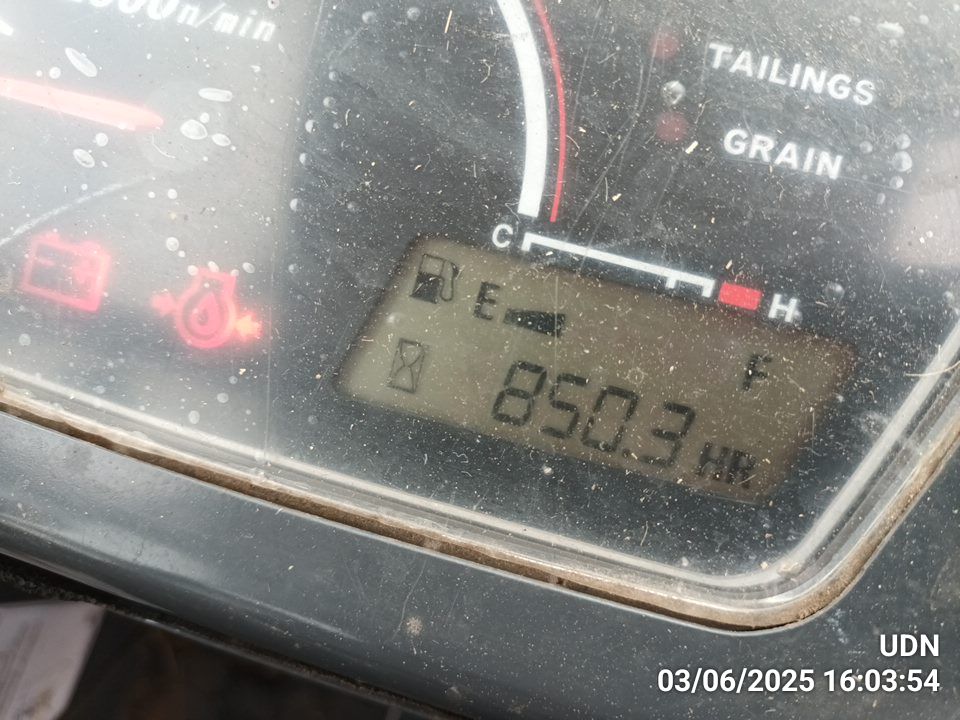 n/min
TAILINGS
GRAIN
C
H
E
F
850.3 HR
UDN
03/06/2025 16:03:54